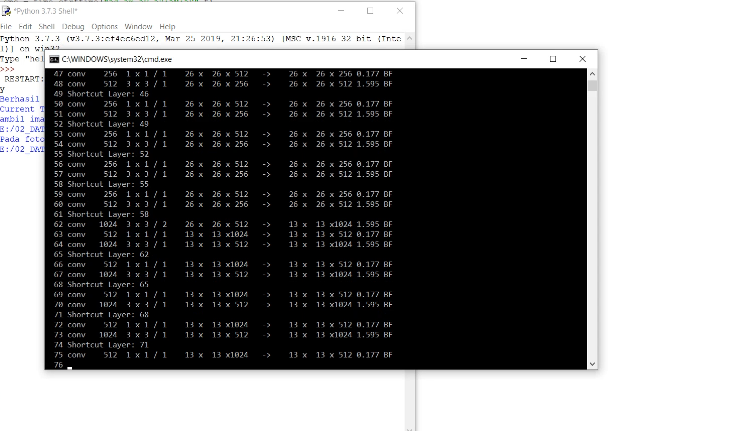 *Python 3.7.3 Shell*
File Edit Shell Debug Options Window Help
Python 3.7.3 (v3.7.3:ef4ec6ed12, Mar 25 2019, 21:26:53) [MSC v.1916 32 bit (Inte
l)] on win32
Type "hel
>>>
RESTART:
y
Berhasil
Current T
ambil ima
E:/02_DAT
Pada foto
E:/02_DAT
C:\WINDOWS\system32\cmd.exe
47 conv 256 1 x 1 / 1 26 x 26 x 512 -> 26 x 26 x 256 0.177 BF
48 conv 512 3 x 3 / 1 26 x 26 x 256 -> 26 x 26 x 512 1.595 BF
49 Shortcut Layer: 46
50 conv 256 1 x 1 / 1 26 x 26 x 512 -> 26 x 26 x 256 0.177 BF
51 conv 512 3 x 3 / 1 26 x 26 x 256 -> 26 x 26 x 512 1.595 BF
52 Shortcut Layer: 49
53 conv 256 1 x 1 / 1 26 x 26 x 512 -> 26 x 26 x 256 0.177 BF
54 conv 512 3 x 3 / 1 26 x 26 x 256 -> 26 x 26 x 512 1.595 BF
55 Shortcut Layer: 52
56 conv 256 1 x 1 / 1 26 x 26 x 512 -> 26 x 26 x 256 0.177 BF
57 conv 512 3 x 3 / 1 26 x 26 x 256 -> 26 x 26 x 512 1.595 BF
58 Shortcut Layer: 55
59 conv 256 1 x 1 / 1 26 x 26 x 512 -> 26 x 26 x 256 0.177 BF
60 conv 512 3 x 3 / 1 26 x 26 x 256 -> 26 x 26 x 512 1.595 BF
61 Shortcut Layer: 58
62 conv 1024 3 x 3 / 2 26 x 26 x 512 -> 13 x 13 x1024 1.595 BF
63 conv 512 1 x 1 / 1 13 x 13 x1024 -> 13 x 13 x 512 0.177 BF
64 conv 1024 3 x 3 / 1 13 x 13 x 512 -> 13 x 13 x1024 1.595 BF
65 Shortcut Layer: 62
66 conv 512 1 x 1 / 1 13 x 13 x1024 -> 13 x 13 x 512 0.177 BF
67 conv 1024 3 x 3 / 1 13 x 13 x 512 -> 13 x 13 x1024 1.595 BF
68 Shortcut Layer: 65
69 conv 512 1 x 1 / 1 13 x 13 x1024 -> 13 x 13 x 512 0.177 BF
70 conv 1024 3 x 3 / 1 13 x 13 x 512 -> 13 x 13 x1024 1.595 BF
71 Shortcut Layer: 68
72 conv 512 1 x 1 / 1 13 x 13 x1024 -> 13 x 13 x 512 0.177 BF
73 conv 1024 3 x 3 / 1 13 x 13 x 512 -> 13 x 13 x1024 1.595 BF
74 Shortcut Layer: 71
75 conv 512 1 x 1 / 1 13 x 13 x1024 -> 13 x 13 x 512 0.177 BF
76